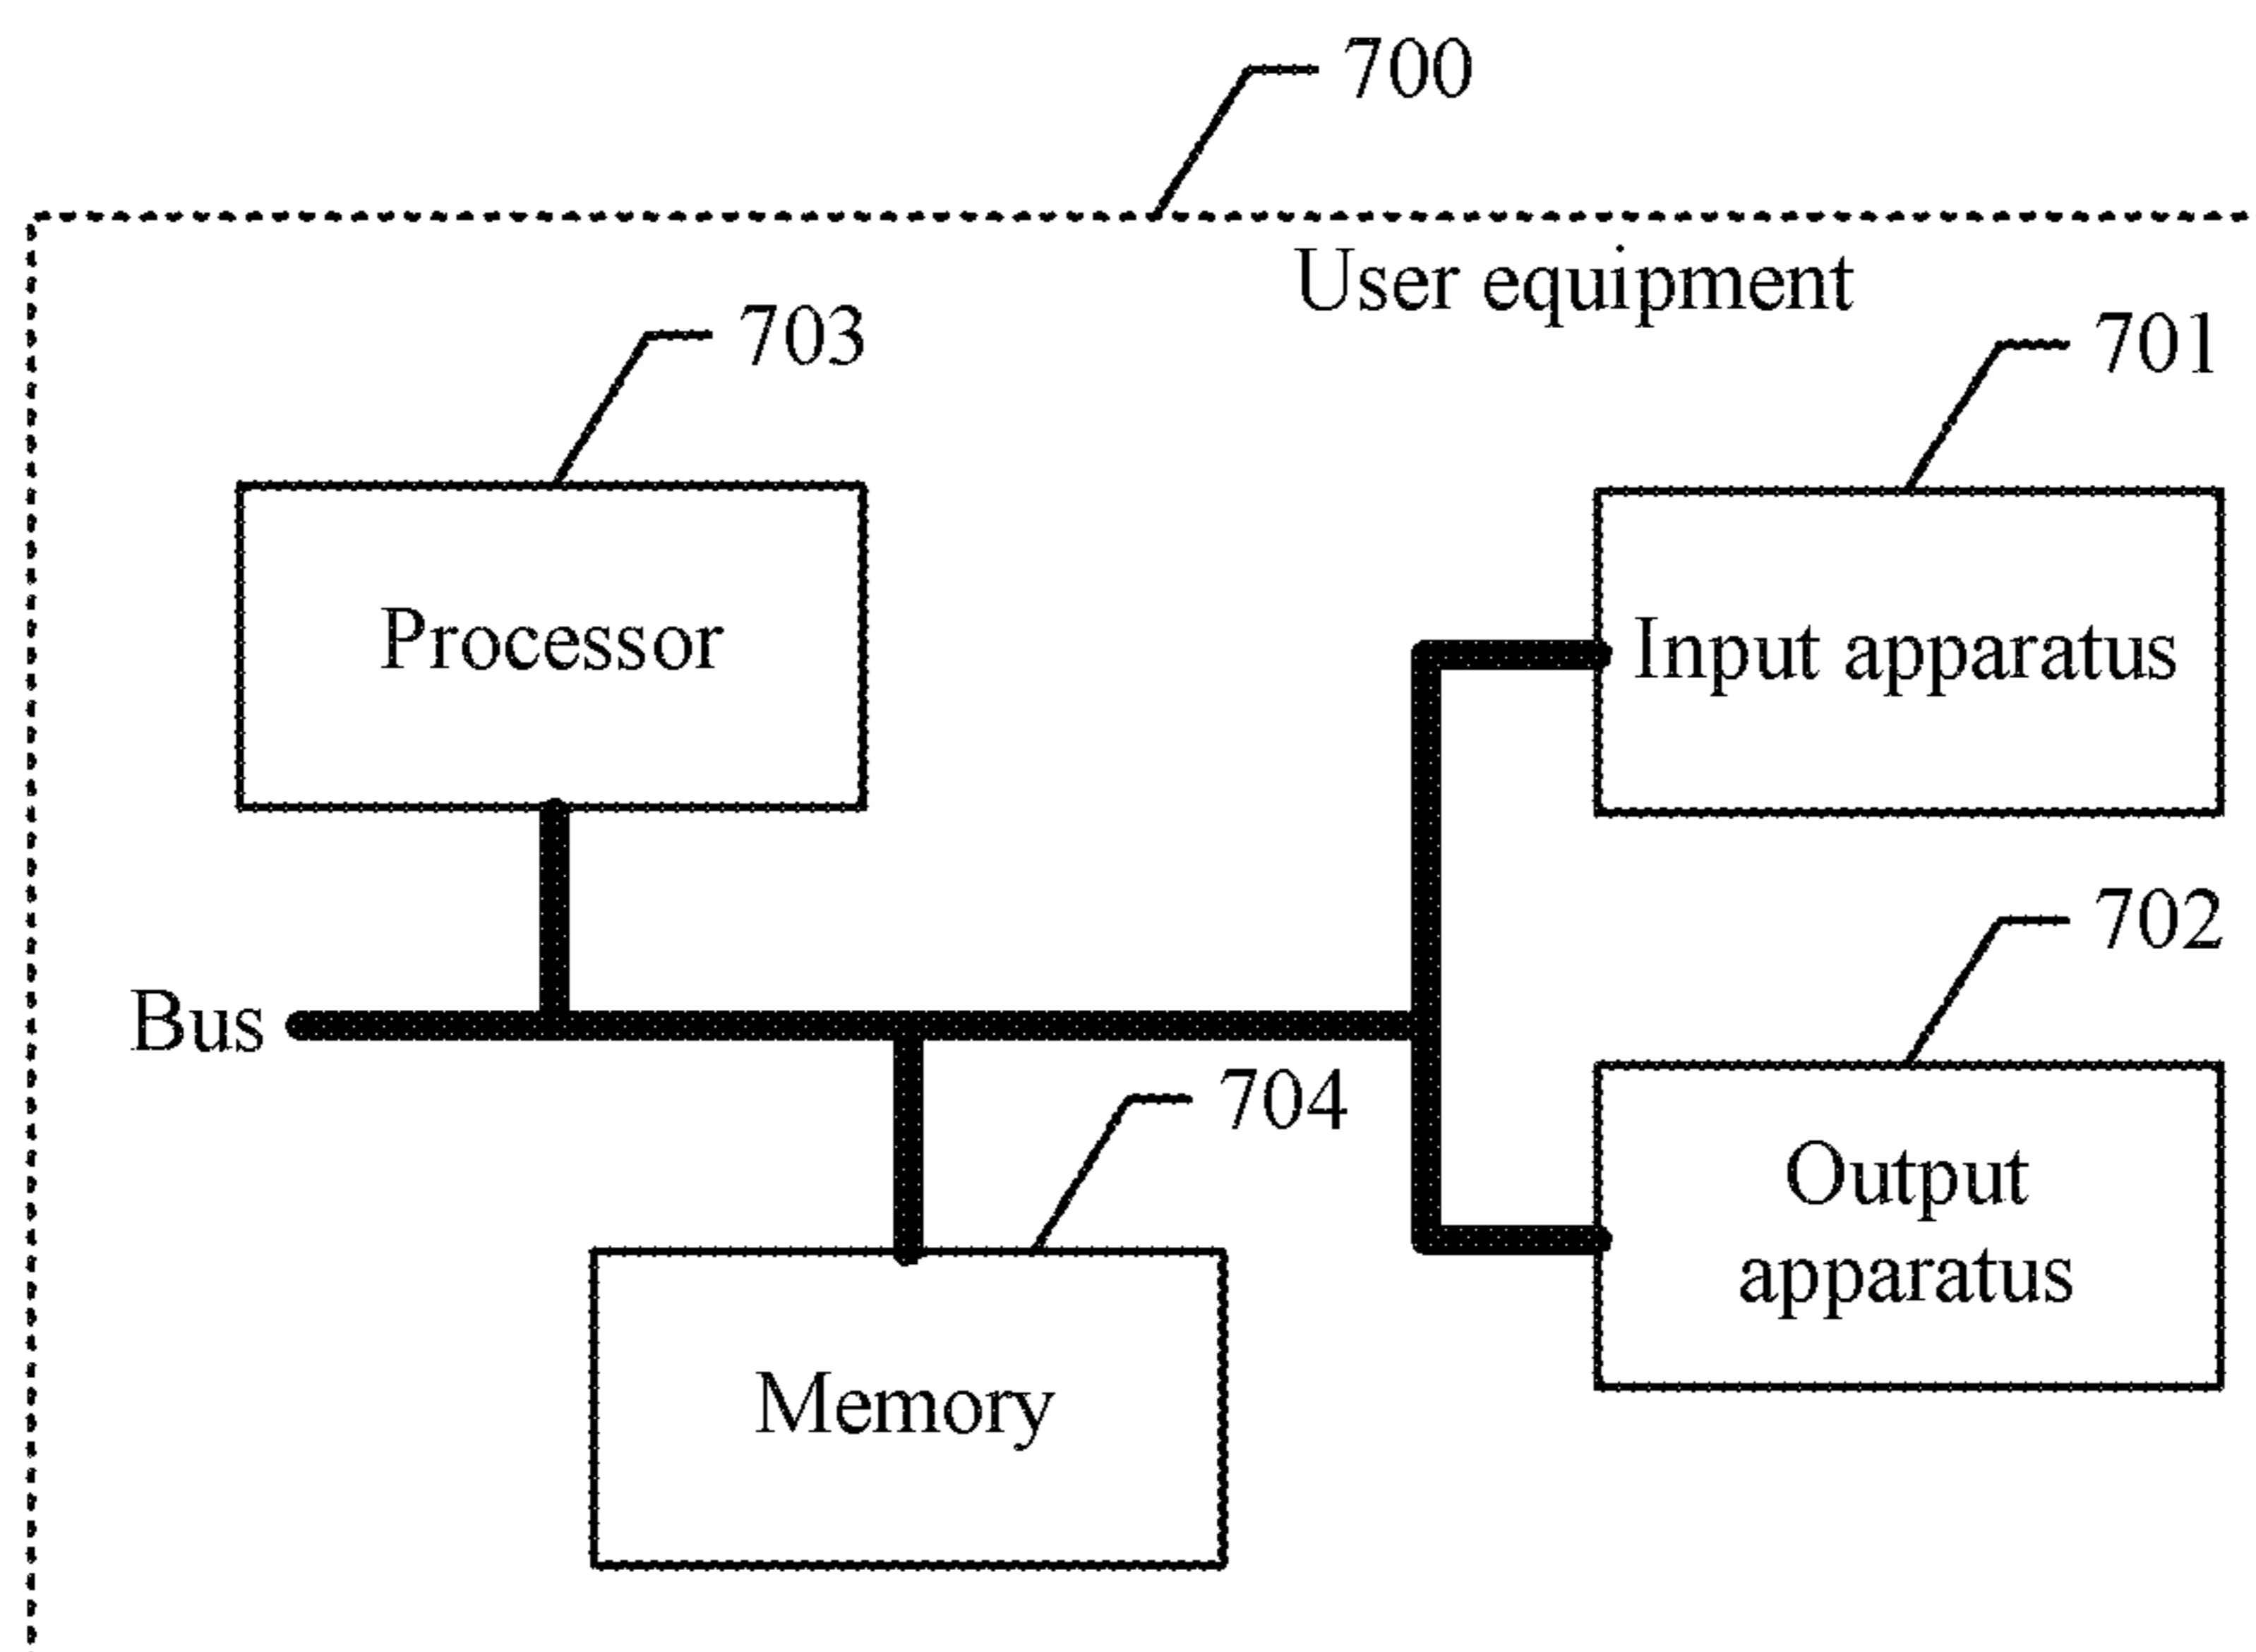 700
User equipment
703
701
Processor
Input apparatus
702
Bus
704
Output
apparatus
Memory